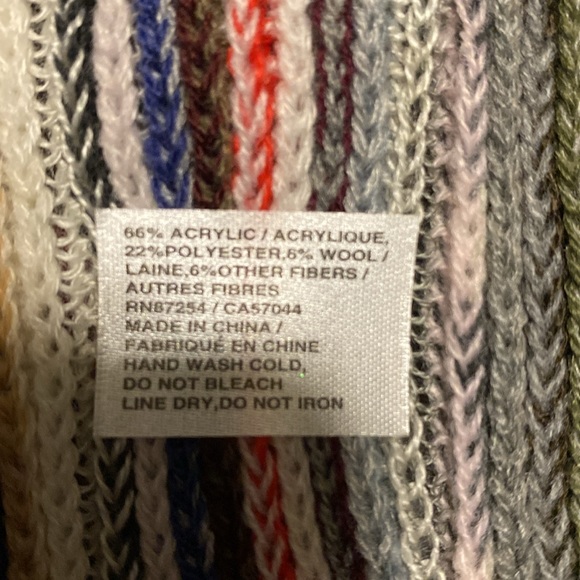 66% ACRYLIC / ACRYLIQUE,
22%POLYESTER,6% WOOL /
LAINE,6%OTHER FIBERS /
AUTRES FIBRES
RN87254 / CA57044
MADE IN CHINA /
FABRIQUÉ EN CHINE
HAND WASH COLD,
DO NOT BLEACH
LINE DRY,DO NOT IRON